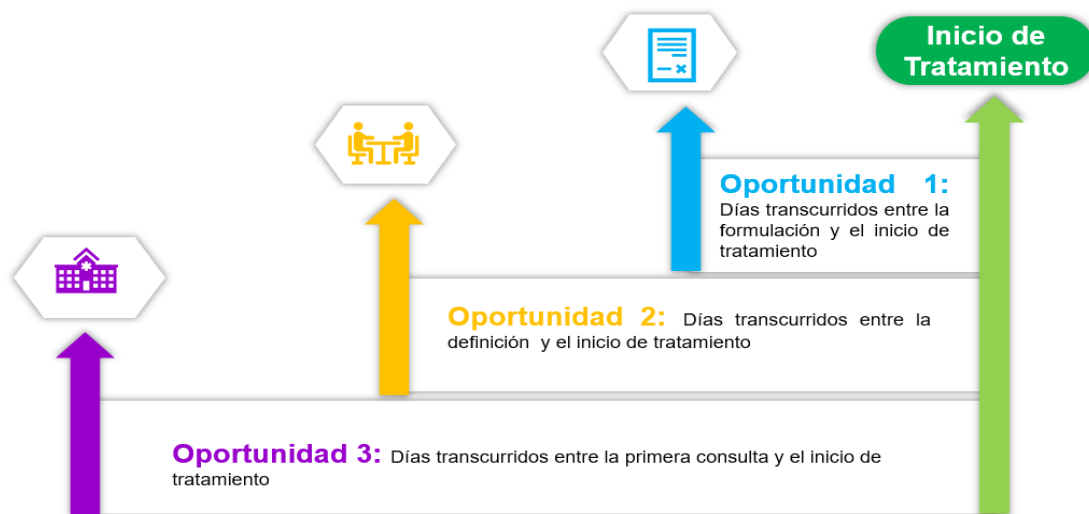 Inicio de
Tratamiento
Oportunidad 1:
Días transcurridos entre la
formulación y el inicio de
tratamiento
Oportunidad 2: Días transcurridos entre la
definición y el inicio de tratamiento
Oportunidad 3: Días transcurridos entre la primera consulta y el inicio de
tratamiento